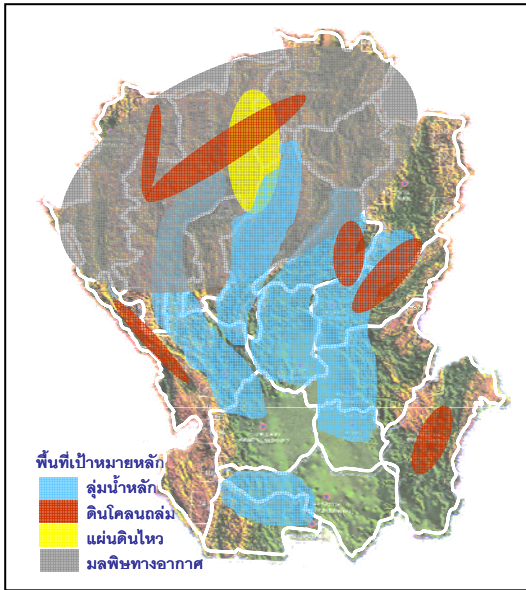 พื้นที่เป้าหมายหลัก
ลุ่มน้ำหลัก
ดินโคลนถล่ม
แผ่นดินไหว
มลพิษทางอากาศ